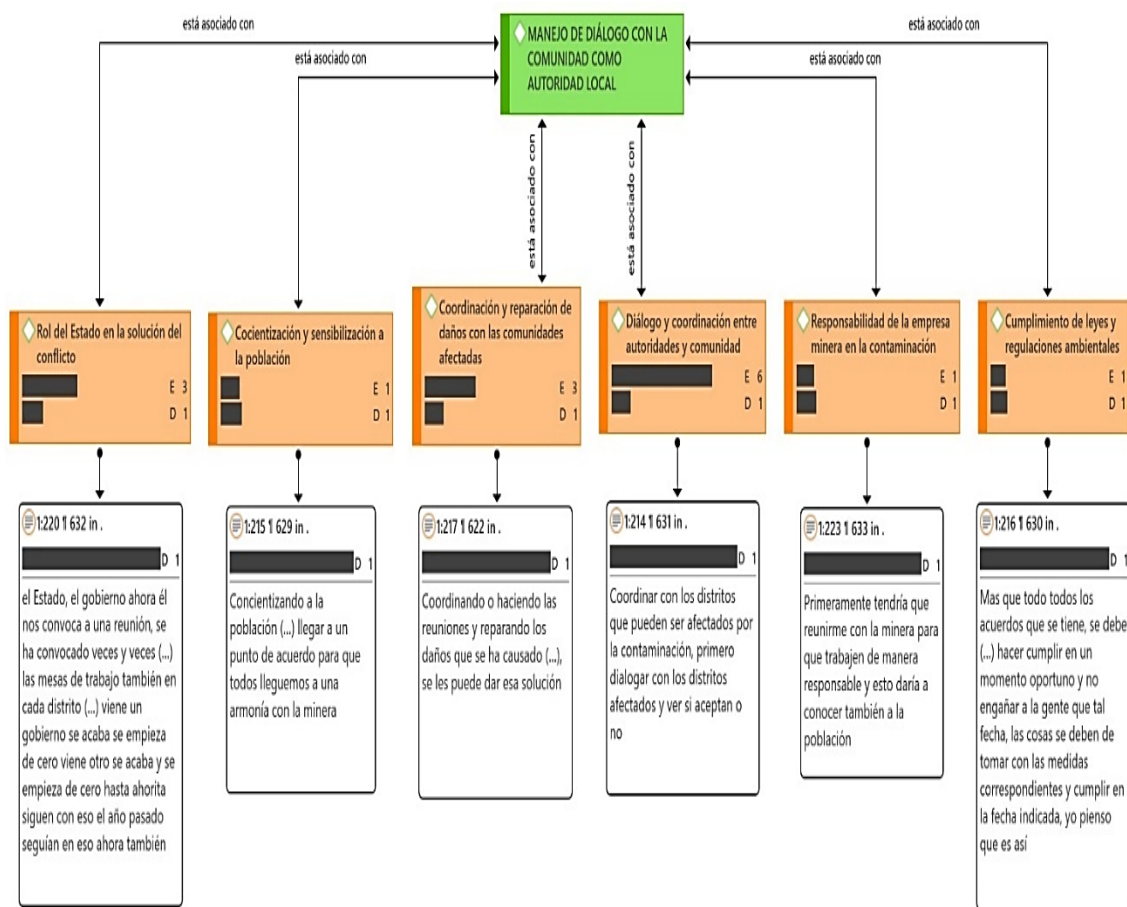 está asociado con
está asociado con
MANEJO DE DIÁLOGO CON LA
COMUNIDAD COMO
AUTORIDAD LOCAL
está asociado con
está asociado con
está asociado con
está asociado con
Rol del Estado en la solución del
conflicto
E 3
D 1
Cocientización y sensibilización a
la población
E 1
D 1
Coordinación y reparación de
daños con las comunidades
afectadas
E 3
D 1
Diálogo y coordinación entre
autoridades y comunidad
E 6
D 1
Responsabilidad de la empresa
minera en la contaminación
E 1
D 1
Cumplimiento de leyes y
regulaciones ambientales
E 1
D 1
1:220 ¶ 632 in .
D 1
el Estado, el gobierno ahora él
nos convoca a una reunión, se
ha convocado veces y veces (...)
las mesas de trabajo también en
cada distrito (...) viene un
gobierno se acaba se empieza
de cero viene otro se acaba y se
empieza de cero hasta ahorita
siguen con eso el año pasado
seguían en eso ahora también
1:215 ¶ 629 in .
D 1
Concientizando a la
población (...) llegar a un
punto de acuerdo para que
todos lleguemos a una
armonía con la minera
1:217 ¶ 622 in .
D 1
Coordinando o haciendo las
reuniones y reparando los
daños que se ha causado (...),
se les puede dar esa solución
1:214 ¶ 631 in .
D 1
Coordinar con los distritos
que pueden ser afectados por
la contaminación, primero
dialogar con los distritos
afectados y ver si aceptan o
no
1:223 ¶ 633 in .
D 1
Primeramente tendría que
reunirme con la minera para
que trabajen de manera
responsable y esto daría a
conocer también a la
población
1:216 ¶ 630 in .
D 1
Mas que todo todos los
acuerdos que se tiene, se debe
(...) hacer cumplir en un
momento oportuno y no
engañar a la gente que tal
fecha, las cosas se deben de
tomar con las medidas
correspondientes y cumplir en
la fecha indicada, yo pienso
que es así